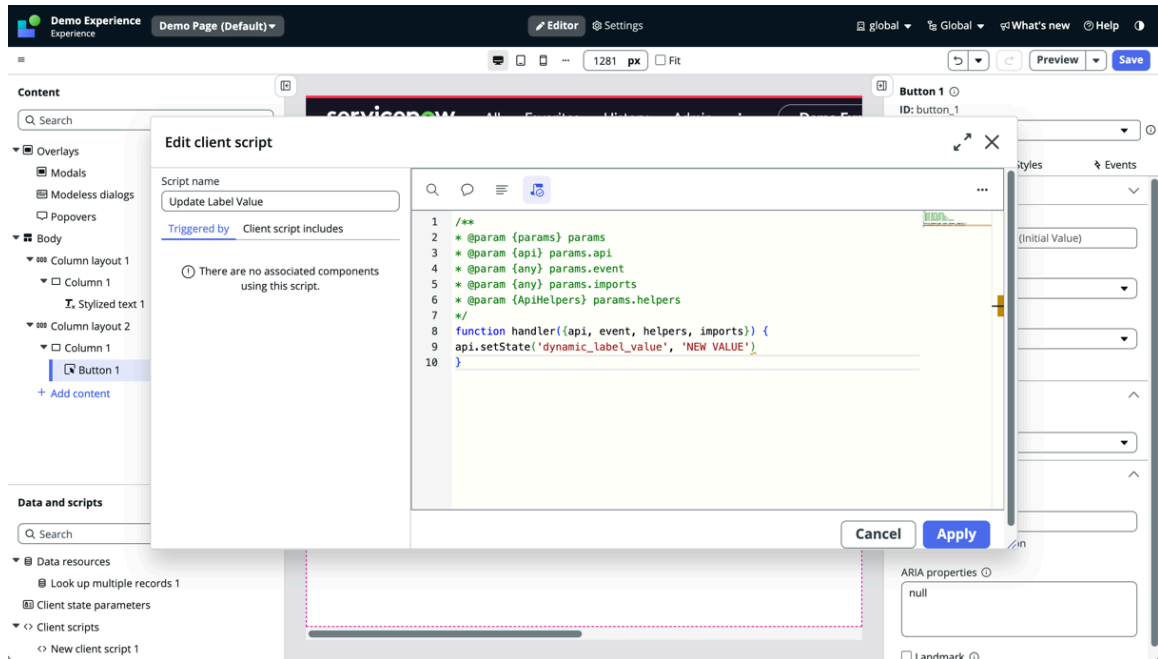 Demo Experience
Experience
Demo Page (Default)
Editor
Settings
global
Global
What's new
Help
1281 px
Fit
Preview
Save
Content
Search
Overlays
Modals
Modeless dialogs
Popovers
Body
Column layout 1
Column 1
Stylized text 1
Column layout 2
Column 1
Button 1
+ Add content
Data and scripts
Search
Data resources
Look up multiple records 1
Client state parameters
Client scripts
New client script 1
Edit client script
Script name
Update Label Value
Triggered by
Client script includes
There are no associated components
using this script.
1 /**
2 * @param {params} params
3 * @param {api} params.api
4 * @param {any} params.event
5 * @param {any} params.imports
6 * @param {ApiHelpers} params.helpers
7 */
8 function handler({api, event, helpers, imports}) {
9 api.setState('dynamic_label_value', 'NEW VALUE')
10 }
Cancel
Apply
Button 1
ID: button_1
Events
(Initial Value)
ARIA properties
null
Landmark